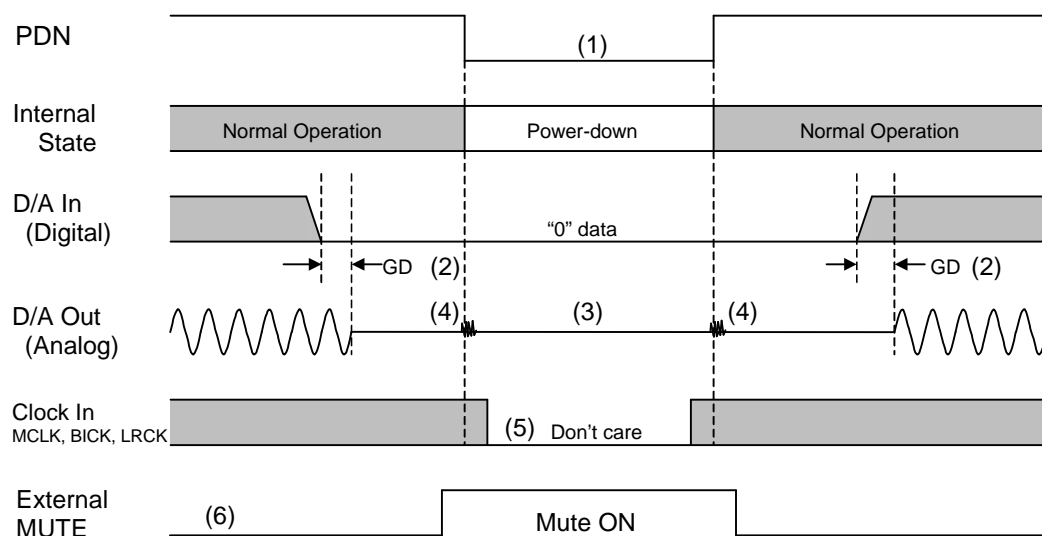 PDN
(1)
Internal
State
Normal Operation
Power-down
Normal Operation
D/A In
(Digital)
“0” data
GD (2)
GD (2)
D/A Out
(Analog)
(4)
(3)
(4)
Clock In
MCLK, BICK, LRCK
(5) Don’t care
External
MUTE
(6)
Mute ON